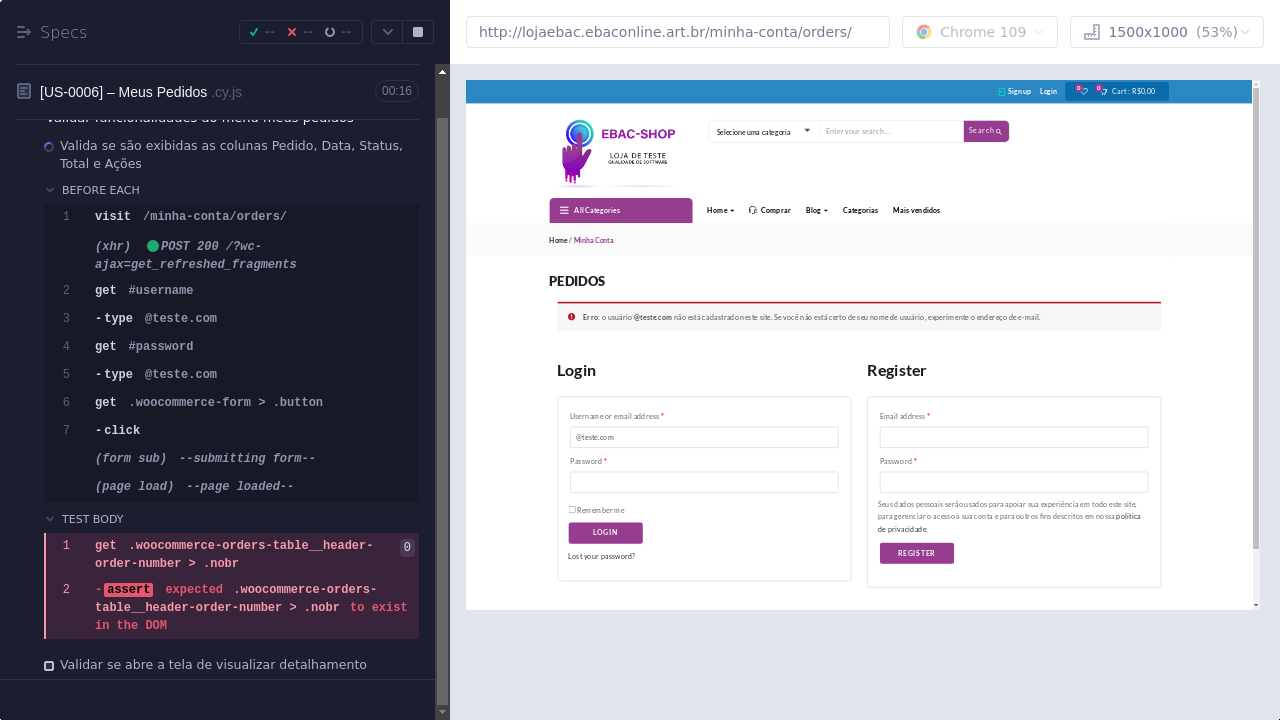 Specs
--
--
--
http://lojaebac.ebaconline.art.br/minha-conta/orders/
Chrome 109
1500x1000 (53%)
[US-0006] – Meus Pedidos .cy.js
00:16
Validar funcionalidades do menu meus pedidos
Valida se são exibidas as colunas Pedido, Data, Status,
Total e Ações
BEFORE EACH
1 visit /minha-conta/orders/
(xhr) POST 200 /?wc-
ajax=get_refreshed_fragments
2 get #username
3 -type @teste.com
4 get #password
5 -type @teste.com
6 get .woocommerce-form > .button
7 -click
(form sub) --submitting form--
(page load) --page loaded--
TEST BODY
1 get .woocommerce-orders-table__header-
order-number > .nobr
0
2 -assert expected .woocommerce-orders-
table__header-order-number > .nobr to exist
in the DOM
Validar se abre a tela de visualizar detalhamento
Signup
Login
0
0
Cart : R$0,00
EBAC-SHOP
LOJA DE TESTE
QUALIDADE DE SOFTWARE
Selecione uma categoria
Enter your search ...
Search
All Categories
Home
Comprar
Blog
Categorias
Mais vendidos
Home / Minha Conta
PEDIDOS
Erro: o usuário @teste.com não está cadastrado neste site. Se você não está certo de seu nome de usuário, experimente o endereço de e-mail.
Login
Username or email address *
@teste.com
Password *
Remember me
LOGIN
Lost your password?
Register
Email address *
Password *
Seus dados pessoais serão usados para apoiar sua experiência em todo este site,
para gerenciar o acesso à sua conta e para outros fins descritos em nossa política
de privacidade.
REGISTER